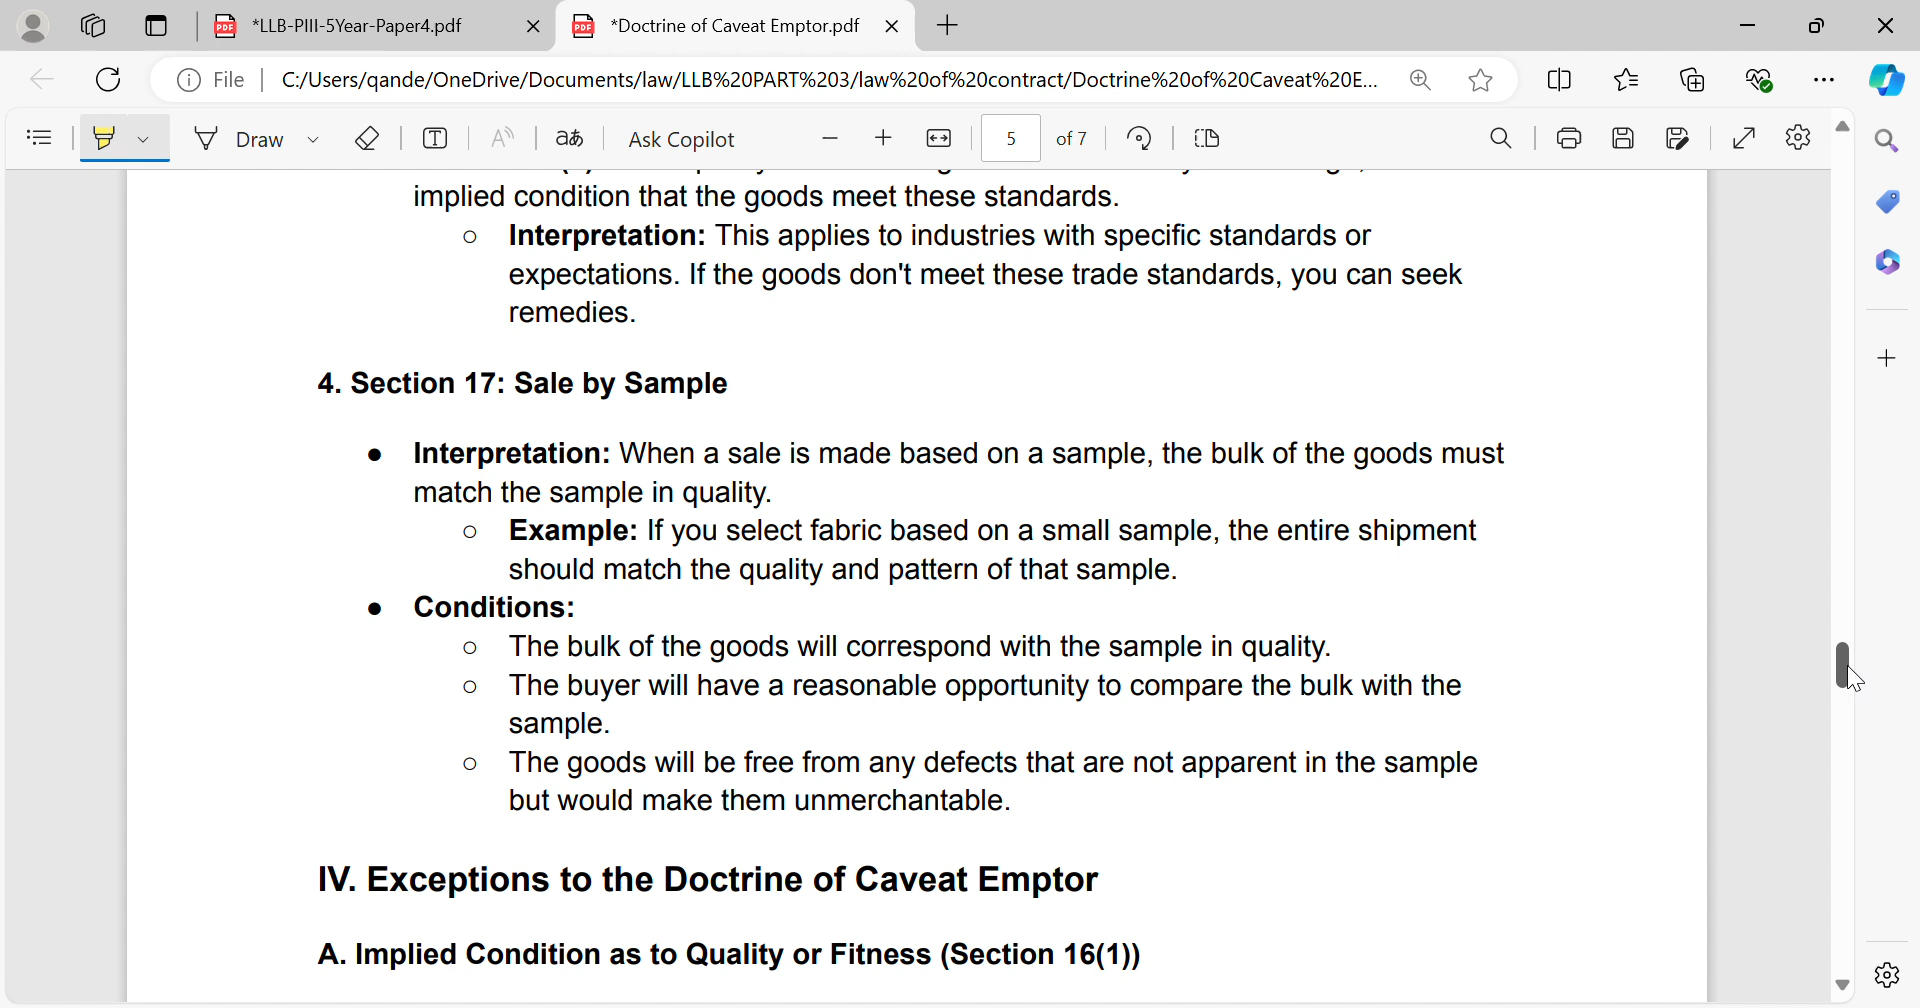 *LLB-PIII-5Year-Paper4.pdf
*Doctrine of Caveat Emptor.pdf
File
C:/Users/qande/OneDrive/Documents/law/LLB%20PART%203/law%20of%20contract/Doctrine%20of%20Caveat%20E...
Draw
aあ
Ask Copilot
5 of 7
implied condition that the goods meet these standards.
○ Interpretation: This applies to industries with specific standards or
expectations. If the goods don't meet these trade standards, you can seek
remedies.
4. Section 17: Sale by Sample
● Interpretation: When a sale is made based on a sample, the bulk of the goods must
match the sample in quality.
○ Example: If you select fabric based on a small sample, the entire shipment
should match the quality and pattern of that sample.
● Conditions:
○ The bulk of the goods will correspond with the sample in quality.
○ The buyer will have a reasonable opportunity to compare the bulk with the
sample.
○ The goods will be free from any defects that are not apparent in the sample
but would make them unmerchantable.
IV. Exceptions to the Doctrine of Caveat Emptor
A. Implied Condition as to Quality or Fitness (Section 16(1))